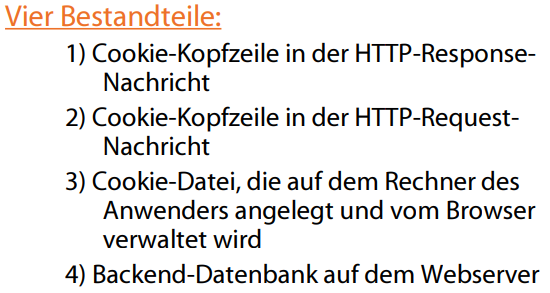 Vier Bestandteile:
1) Cookie-Kopfzeile in der HTTP-Response-
Nachricht
2) Cookie-Kopfzeile in der HTTP-Request-
Nachricht
3) Cookie-Datei, die auf dem Rechner des
Anwenders angelegt und vom Browser
verwaltet wird
4) Backend-Datenbank auf dem Webserver